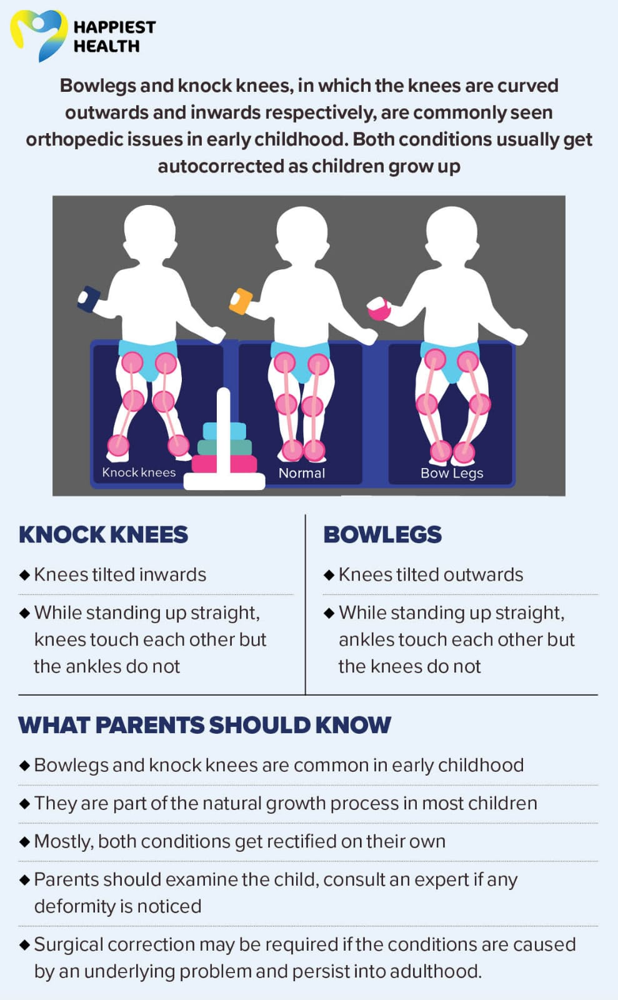 HAPPIEST
HEALTH
Bowlegs and knock knees, in which the knees are curved
outwards and inwards respectively, are commonly seen
orthopedic issues in early childhood. Both conditions usually get
autocorrected as children grow up
Knock knees
Normal
Bow Legs
KNOCK KNEES
◆ Knees tilted inwards
◆ While standing up straight,
knees touch each other but
the ankles do not
BOWLEGS
◆ Knees tilted outwards
◆ While standing up straight,
ankles touch each other but
the knees do not
WHAT PARENTS SHOULD KNOW
◆ Bowlegs and knock knees are common in early childhood
◆ They are part of the natural growth process in most children
◆ Mostly, both conditions get rectified on their own
◆ Parents should examine the child, consult an expert if any
deformity is noticed
◆ Surgical correction may be required if the conditions are caused
by an underlying problem and persist into adulthood.